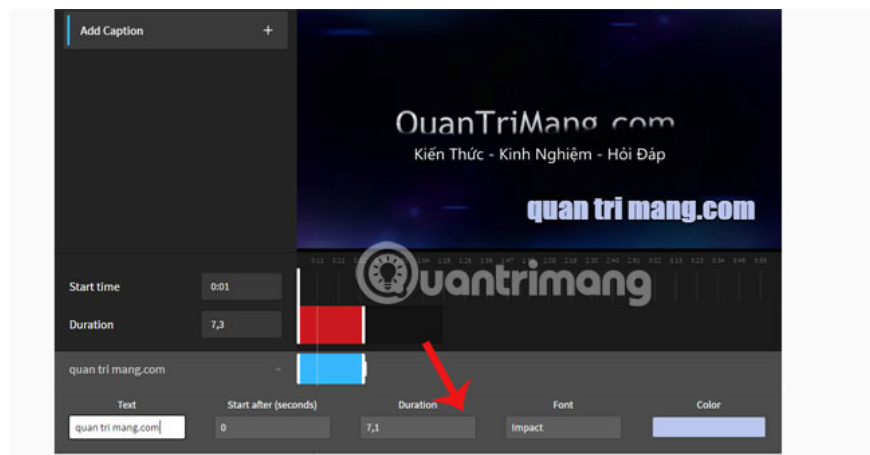 Add Caption +
QuanTriMang.com
Kiến Thức - Kinh Nghiệm - Hỏi Đáp
quan tri mang.com
Quantrimang
Start time 0:01
Duration 7,3
quan tri mang.com -
Text Start after (seconds) Duration Font Color
quan tri mang.com 0 7,1 Impact